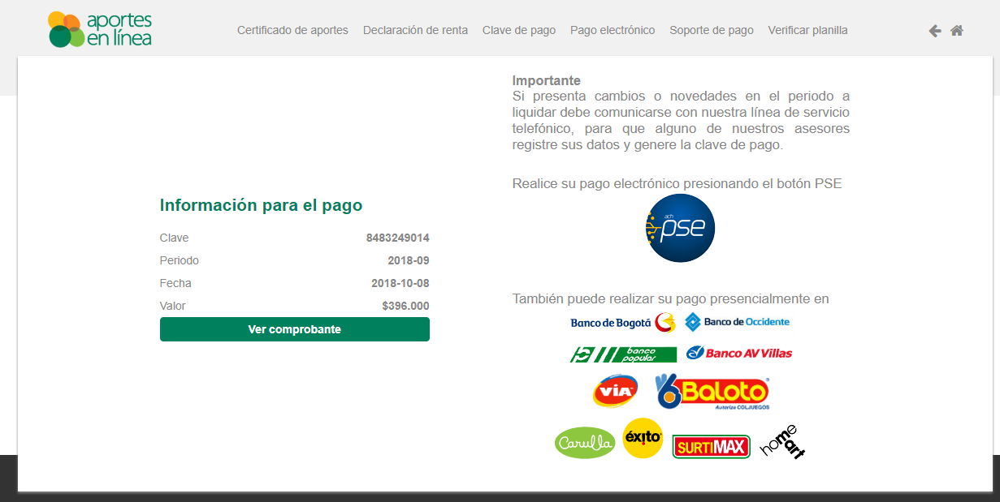 aportes
en línea
Certificado de aportes Declaración de renta Clave de pago Pago electrónico Soporte de pago Verificar planilla
Información para el pago
Clave 8483249014
Periodo 2018-09
Fecha 2018-10-08
Valor $396.000
Ver comprobante
Importante
Si presenta cambios o novedades en el periodo a
liquidar debe comunicarse con nuestra línea de servicio
telefónico, para que alguno de nuestros asesores
registre sus datos y genere la clave de pago.
Realice su pago electrónico presionando el botón PSE
ach
pse
También puede realizar su pago presencialmente en
Banco de Bogotá Banco de Occidente
banco
popular
Banco AV Villas
VIA Baloto
Autoriza COLJUEGOS
Carulla éxito SURTIMAX home
art